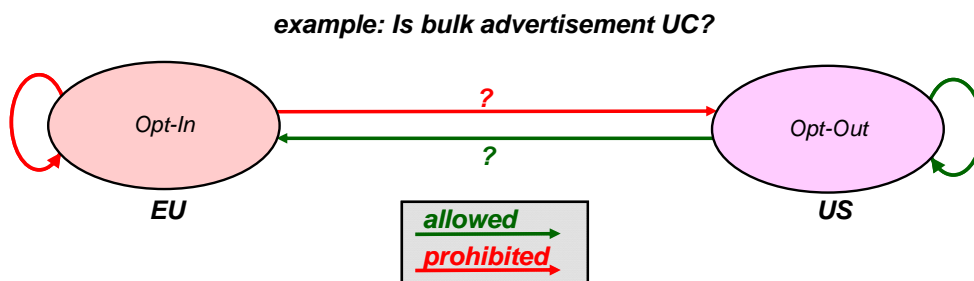 example: Is bulk advertisement UC?
Opt-In
?
?
Opt-Out
EU
US
allowed
prohibited